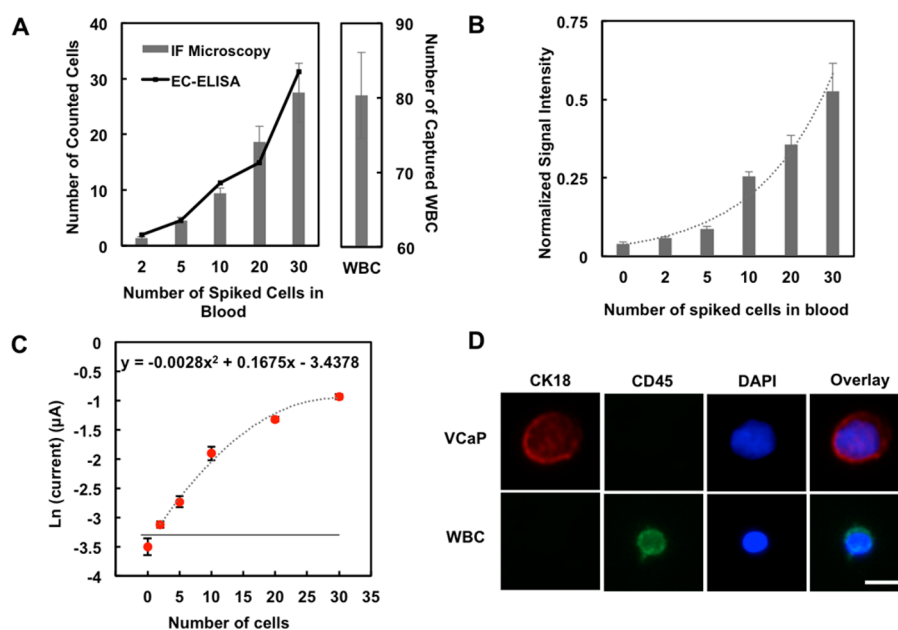 A
IF Microscopy
EC-ELISA
Number of Counted Cells
40
30
20
10
0
2 5 10 20 30
Number of Spiked Cells in
Blood
90
80
70
60
WBC
Number of Captured WBC
B
Normalized Signal Intensity
0.75
0.5
0.25
0
0 2 5 10 20 30
Number of spiked cells in blood
C
y = -0.0028x² + 0.1675x - 3.4378
Ln (current) (µA)
0
-0.5
-1
-1.5
-2
-2.5
-3
-3.5
-4
0 5 10 15 20 25 30 35
Number of cells
D
CK18 CD45 DAPI Overlay
VCaP
WBC